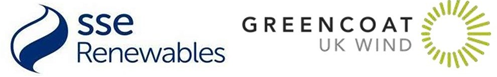 sse
Renewables
GREENCOAT
UK WIND